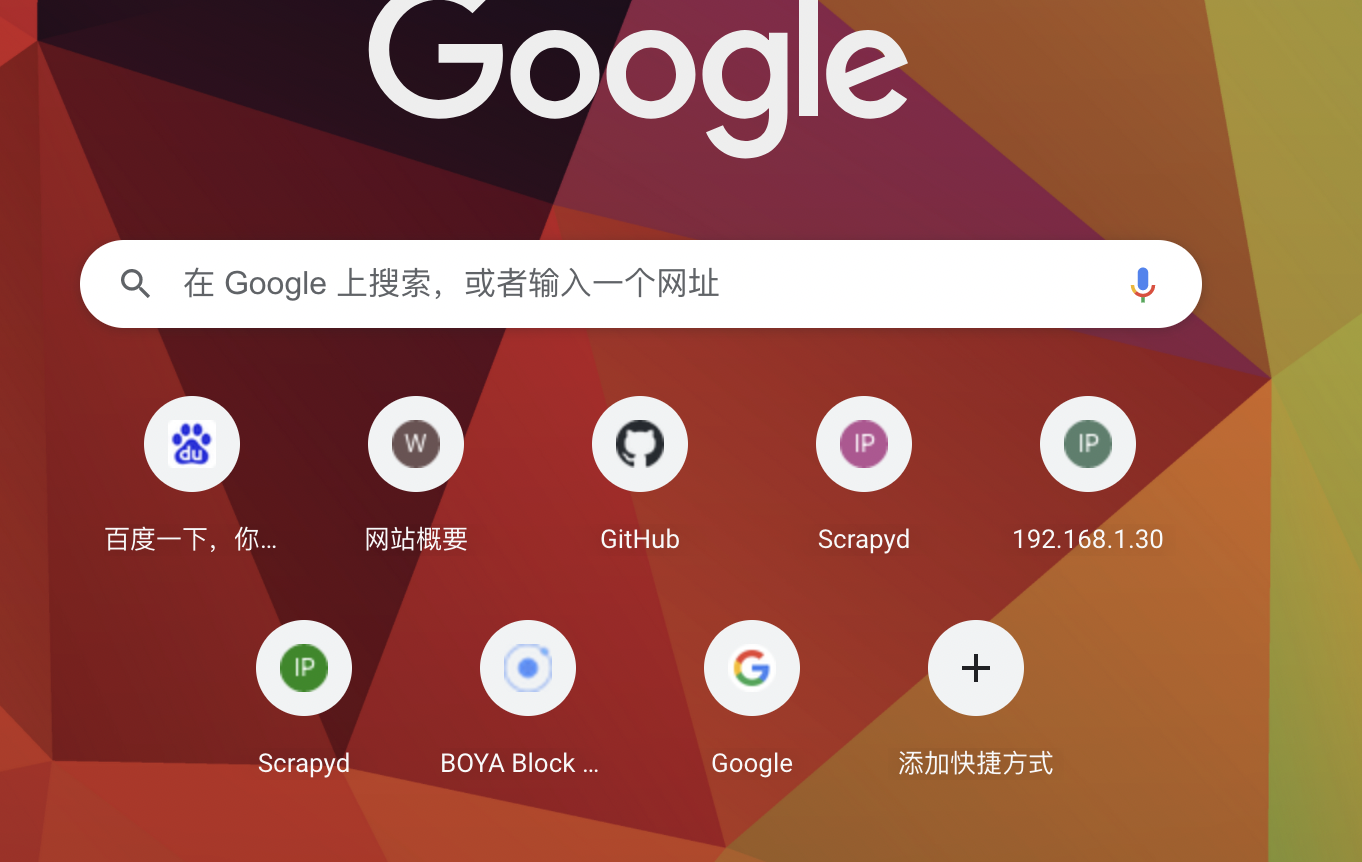 Google
在 Google 上搜索，或者输入一个网址
du
W
IP
IP
百度一下，你...
网站概要
GitHub
Scrapyd
192.168.1.30
IP
G
Scrapyd
BOYA Block ...
Google
添加快捷方式